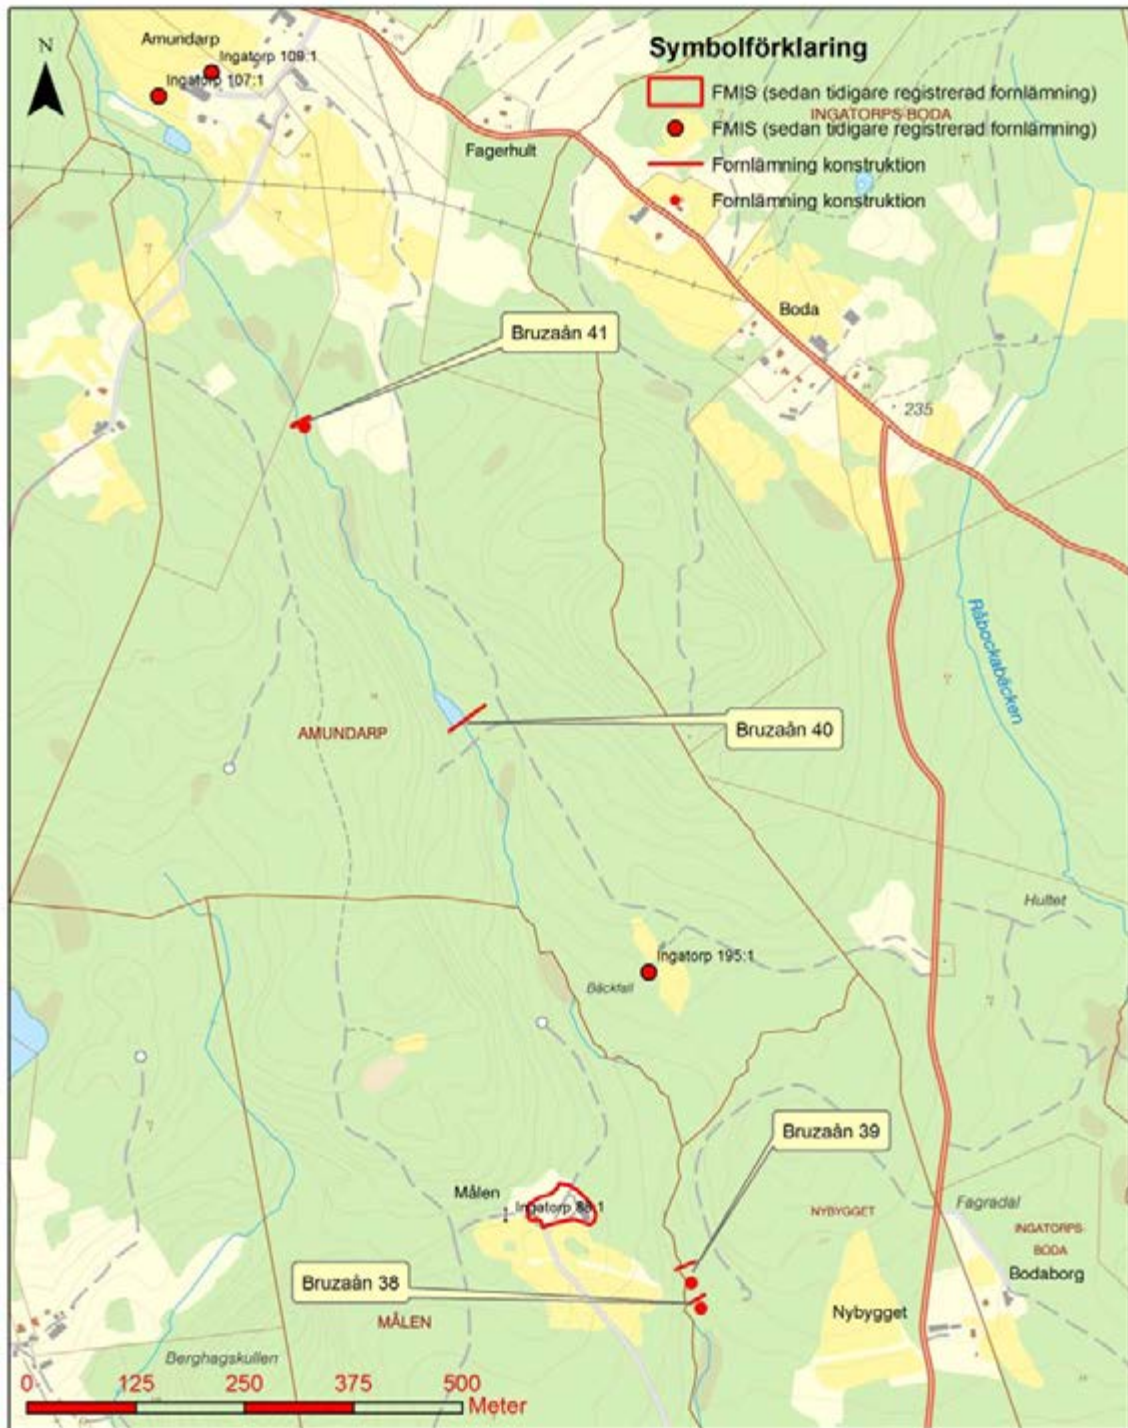 N
Amundarp
Ingatorp 109:1
Ingatorp 107:1
Symbolförklaring
FMIS (sedan tidigare registrerad fornlämning)
INGATORPS-BODA
FMIS (sedan tidigare registrerad fornlämning)
Fornlämning konstruktion
Fornlämning konstruktion
Fagerhult
Boda
Bruzaån 41
235
Råbockabäcken
AMUNDARP
Bruzaån 40
Hultet
Ingatorp 195:1
Bäckfall
Bruzaån 39
Målen
Ingatorp 88:1
NYBYGGET
Fagradal
INGATORPS-
BODA
Bodaborg
Bruzaån 38
MÅLEN
Nybygget
Berghagskullen
0 125 250 375 500
Meter